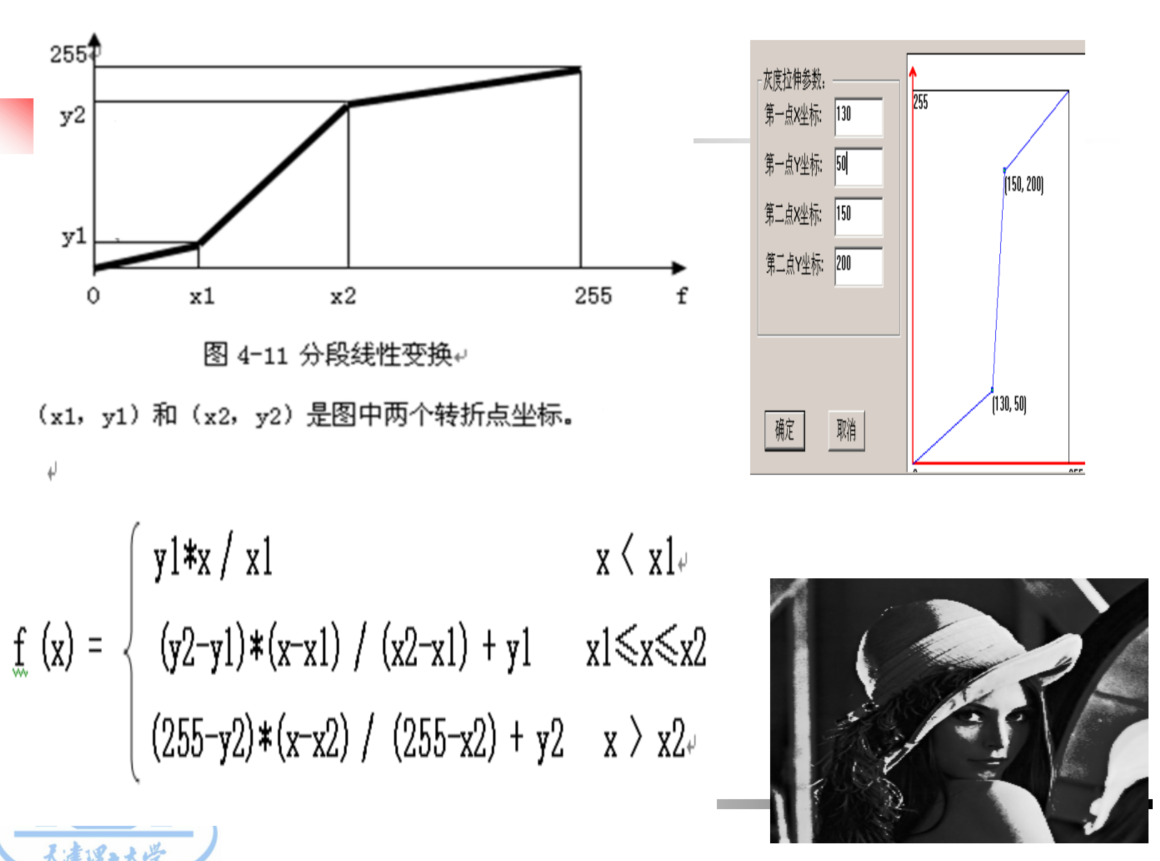 255
y2
y1
0 x1 x2 255 f
图 4-11 分段线性变换
（x1，y1）和（x2，y2）是图中两个转折点坐标。
f (x) =
y1*x / x1 x < x1
(y2-y1)*(x-x1) / (x2-x1) + y1 x1≤x≤x2
(255-y2)*(x-x2) / (255-x2) + y2 x > x2
灰度拉伸参数:
第一点X坐标: 130
第一点Y坐标: 50
第二点X坐标: 150
第二点Y坐标: 200
确定 取消
255
(150, 200)
(130, 50)
天津理工大学